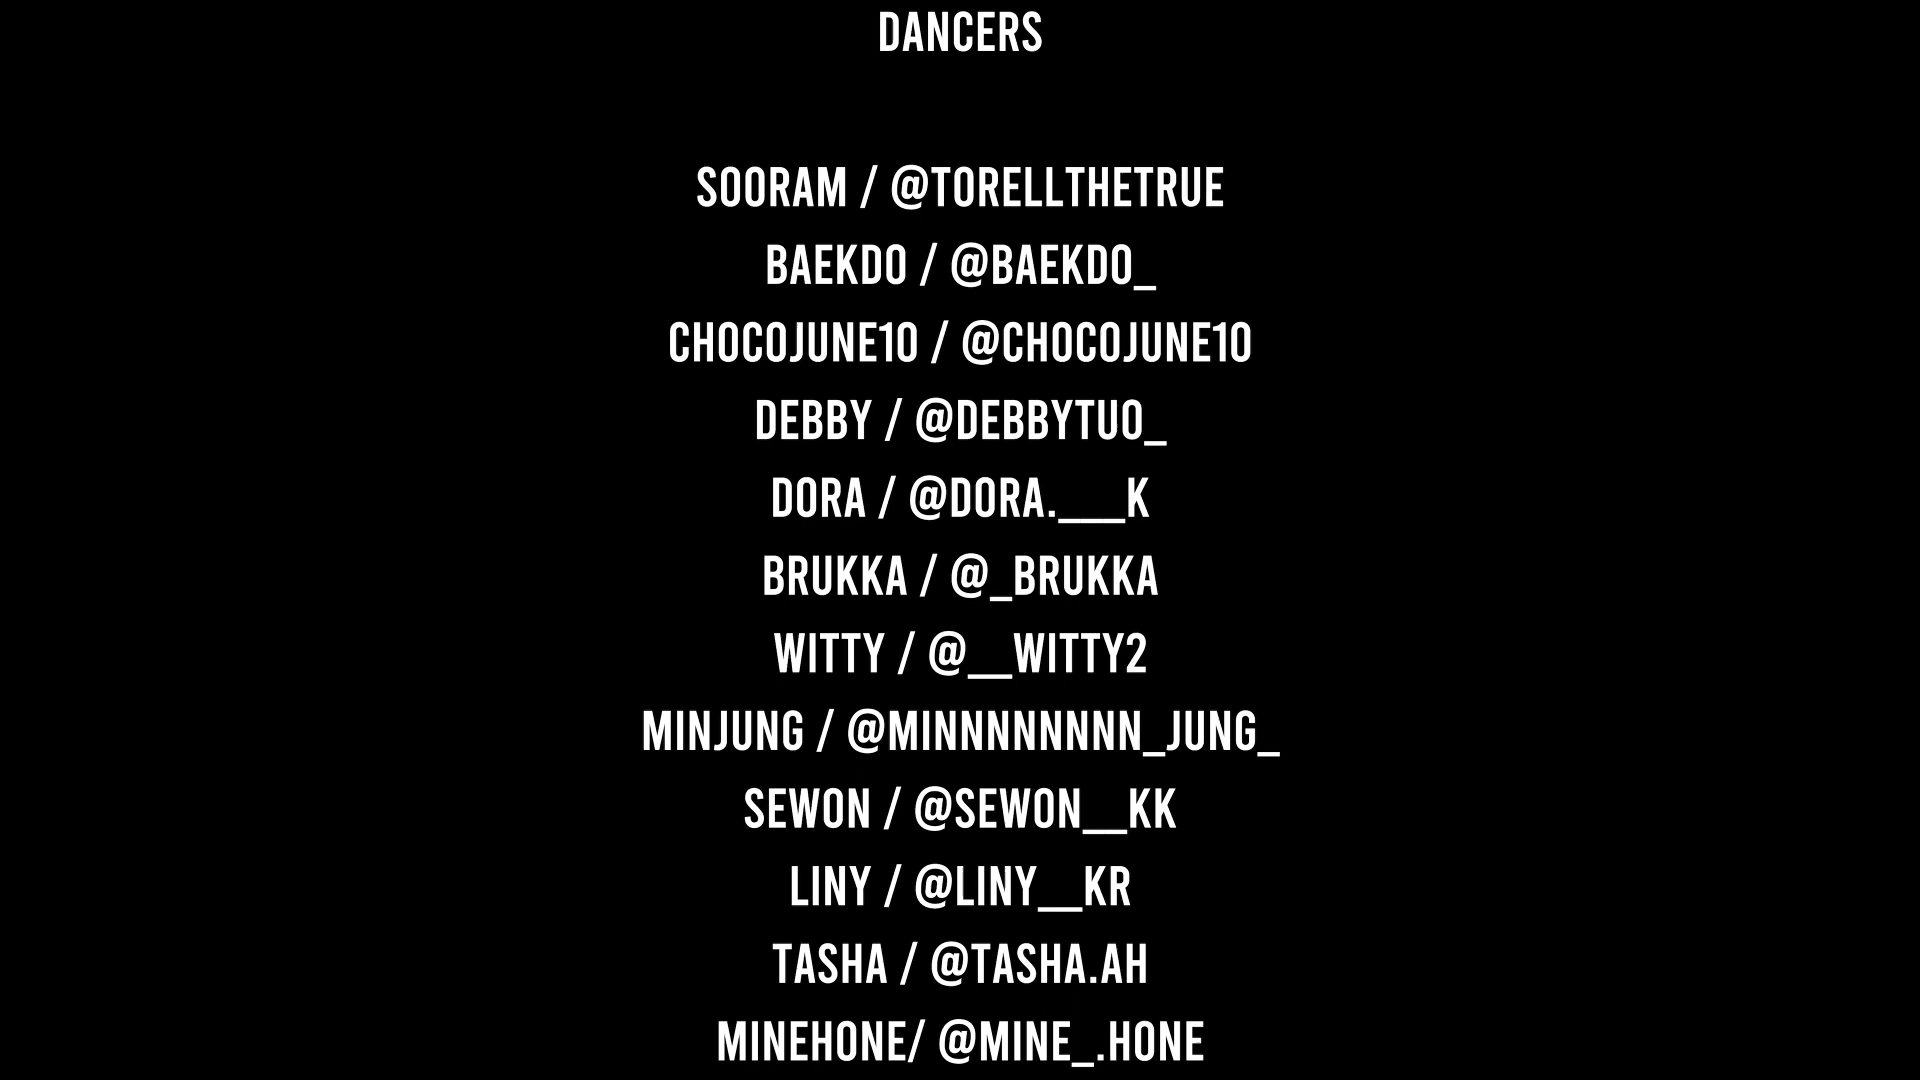 DANCERS
SOORAM / @TORELLTHETRUE
BAEKDO / @BAEKDO_
CHOCOJUNE10 / @CHOCOJUNE10
DEBBY / @DEBBYTUO_
DORA / @DORA.___K
BRUKKA / @_BRUKKA
WITTY / @__WITTY2
MINJUNG / @MINNNNNNNN_JUNG_
SEWON / @SEWON__KK
LINY / @LINY__KR
TASHA / @TASHA.AH
MINEHONE/ @MINE_.HONE